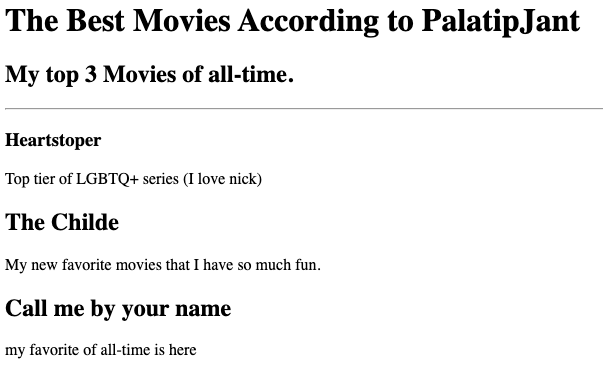 The Best Movies According to PalatipJant
My top 3 Movies of all-time.
Heartstoper
Top tier of LGBTQ+ series (I love nick)
The Childe
My new favorite movies that I have so much fun.
Call me by your name
my favorite of all-time is here